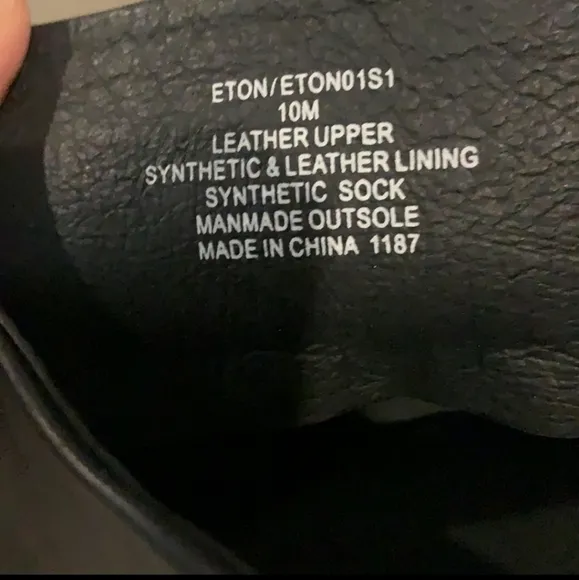 ETON/ETON01S1
10M
LEATHER UPPER
SYNTHETIC & LEATHER LINING
SYNTHETIC SOCK
MANMADE OUTSOLE
MADE IN CHINA 1187